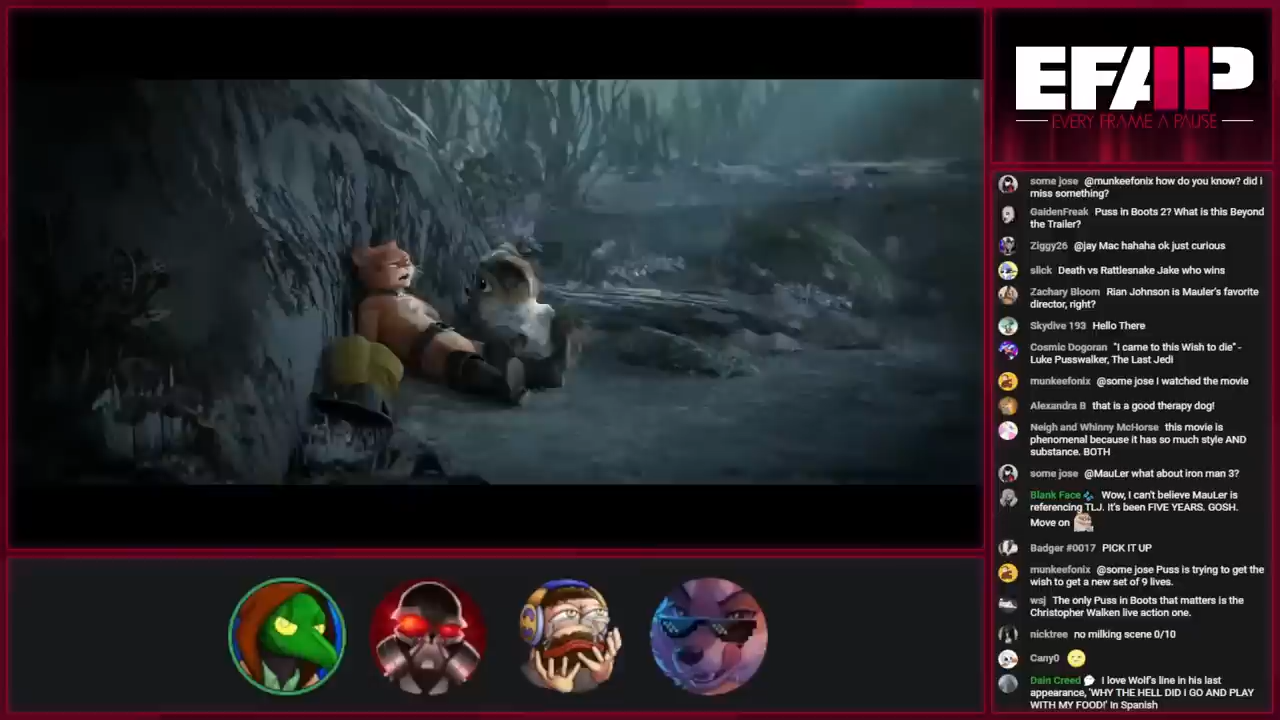 EFAP
EVERY FRAME A PAUSE
some jose @munkeefonix how do you know? did i
miss something?
GaidenFreak Puss in Boots 2? What is this Beyond
the Trailer?
Ziggy26 @jay Mac hahaha ok just curious
slick Death vs Rattlesnake Jake who wins
Zachary Bloom Rian Johnson is Mauler's favorite
director, right?
Skydive 193 Hello There
Cosmic Dogoran "I came to this Wish to die" -
Luke Pusswalker, The Last Jedi
munkeefonix @some jose I watched the movie
Alexandra B that is a good therapy dog!
Neigh and Whinny McHorse this movie is
phenomenal because it has so much style AND
substance. BOTH
some jose @MauLer what about iron man 3?
Blank Face Wow, I can't believe MauLer is
referencing TLJ. It's been FIVE YEARS. GOSH.
Move on
Badger #0017 PICK IT UP
munkeefonix @some jose Puss is trying to get the
wish to get a new set of 9 lives.
wsj The only Puss in Boots that matters is the
Christopher Walken live action one.
nicktree no milking scene 0/10
Cany0
Dain Creed I love Wolf's line in his last
appearance, 'WHY THE HELL DID I GO AND PLAY
WITH MY FOOD!' In Spanish